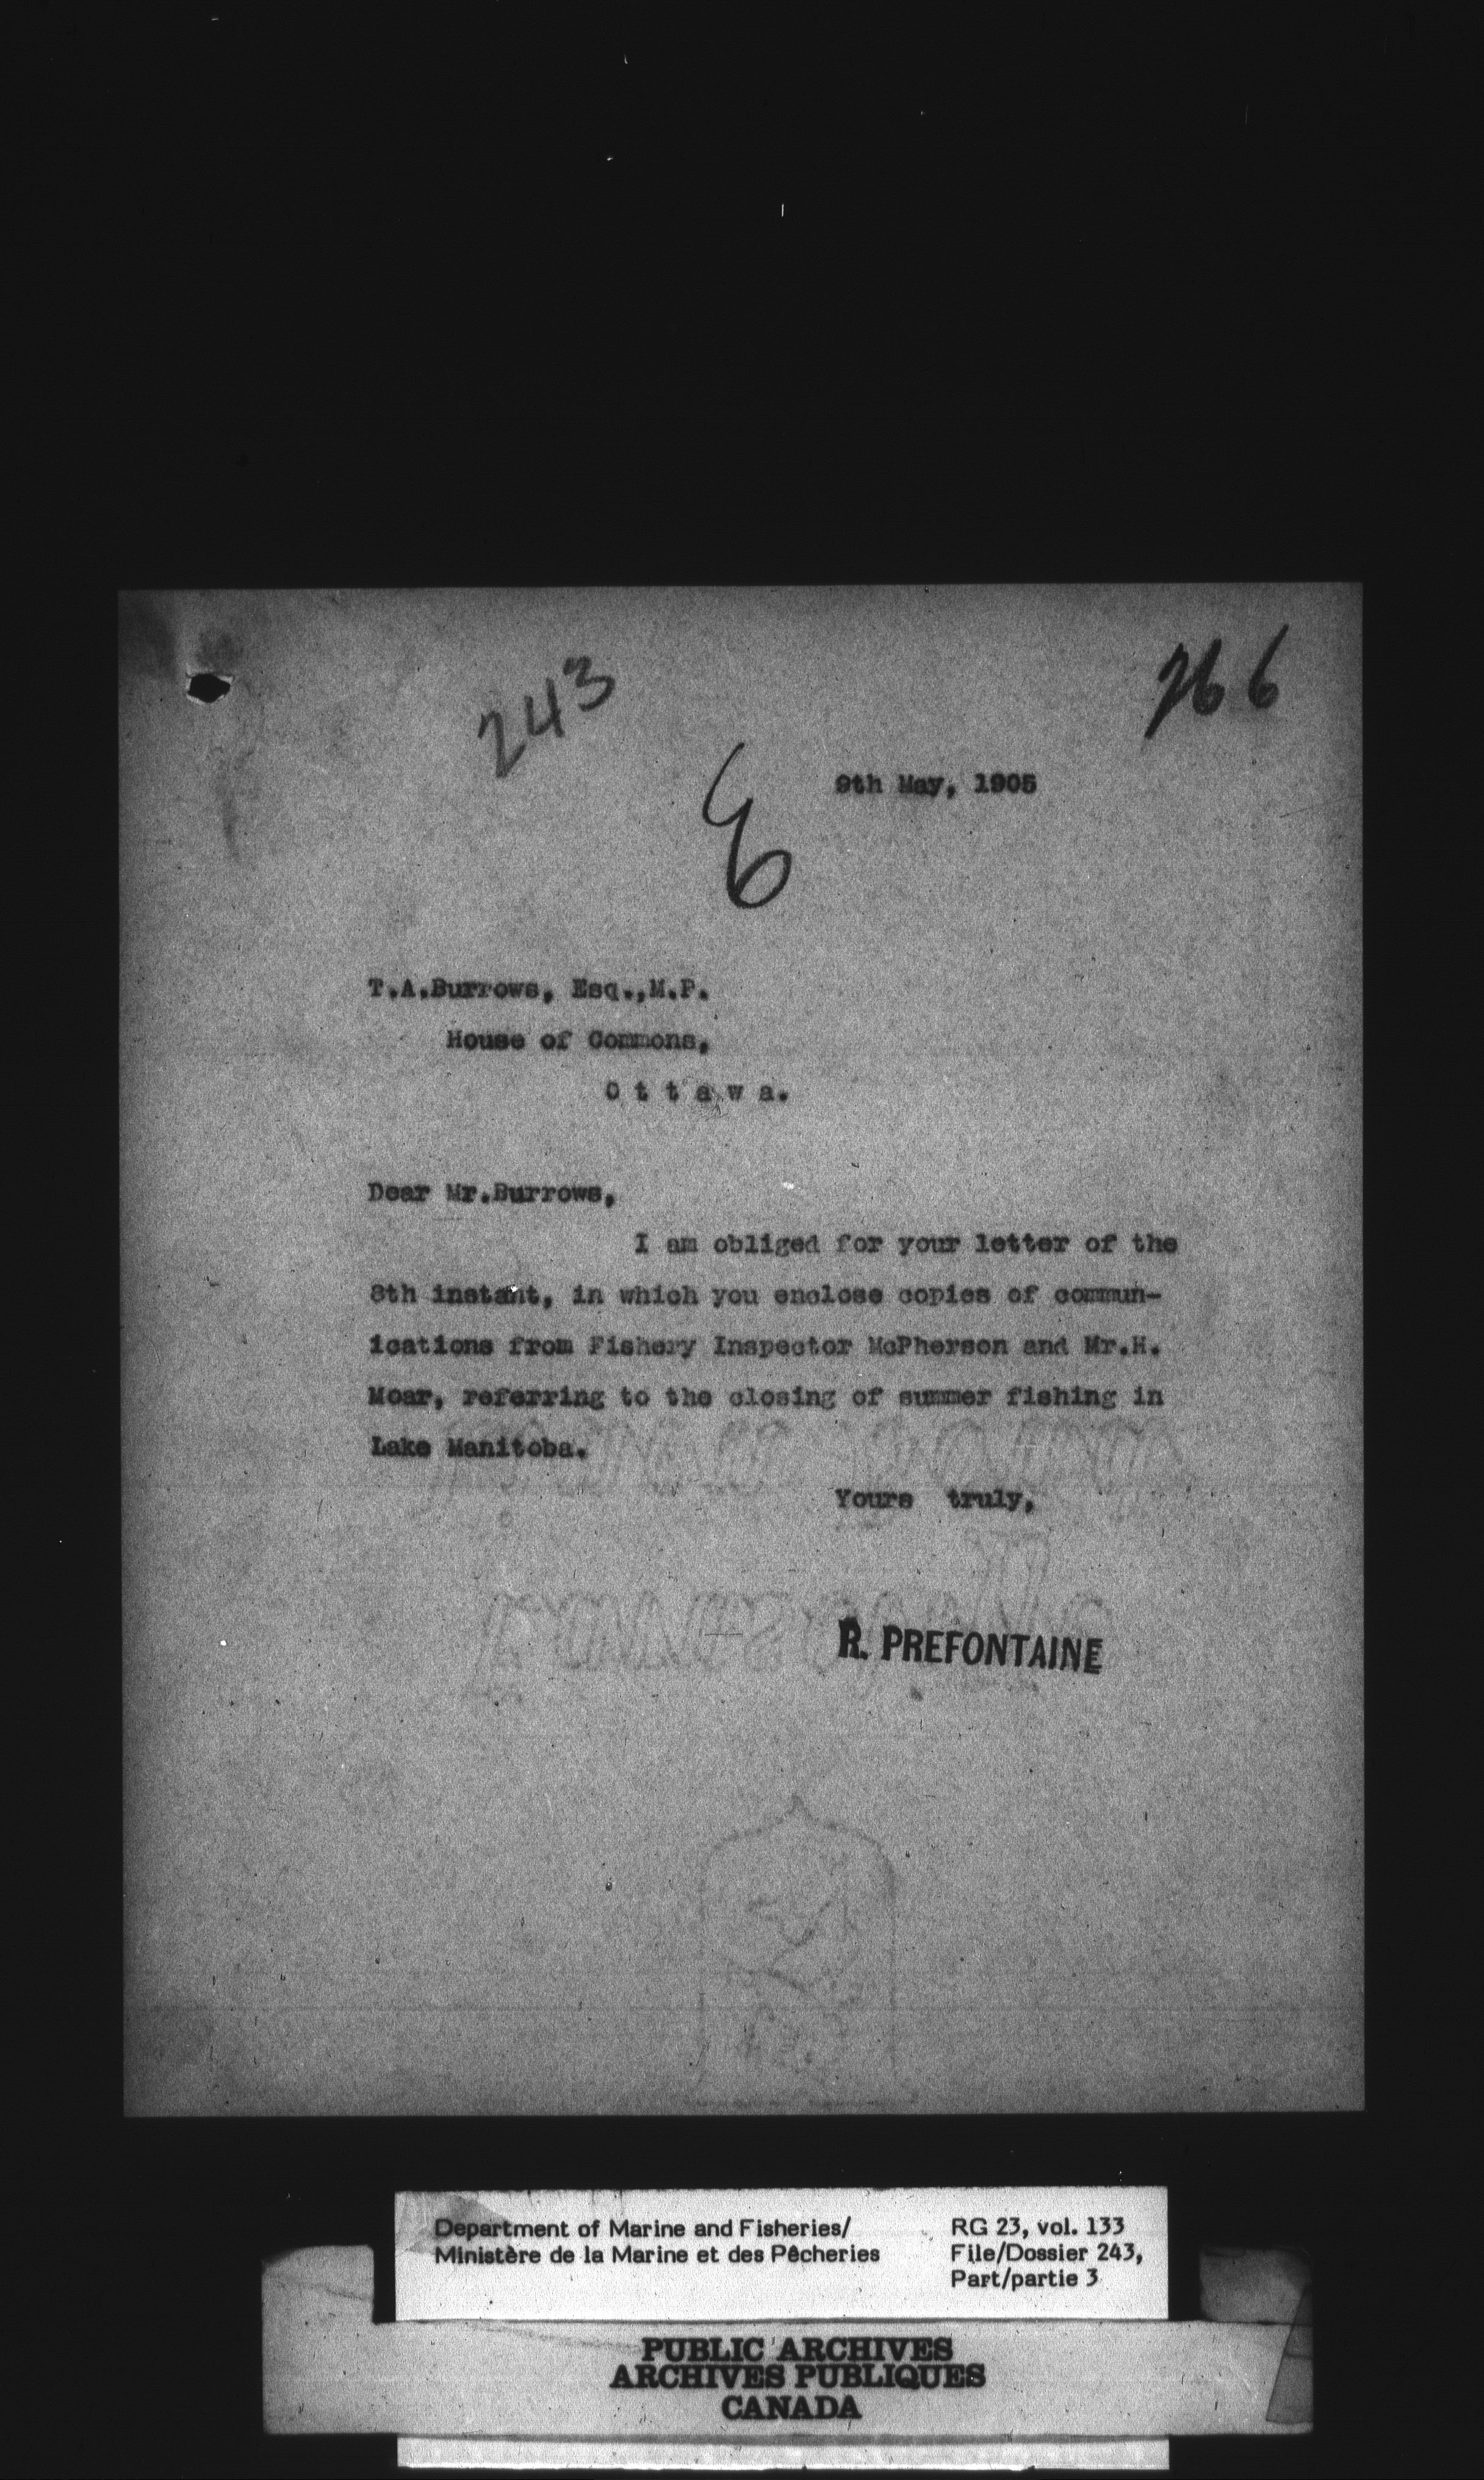 243
266
E
9th May, 1905
T.A.Burrows, Esq.,M.P.
House of Commons,
O t t a w a.
Dear Mr.Burrows,
I am obliged for your letter of the
8th instant, in which you enclose copies of commun-
ications from Fishery Inspector McPherson and Mr.H.
Moar, referring to the closing of summer fishing in
Lake Manitoba.
Yours truly,
R. PREFONTAINE
Department of Marine and Fisheries/
Ministère de la Marine et des Pêcheries
RG 23, vol. 133
File/Dossier 243,
Part/partie 3
PUBLIC ARCHIVES
ARCHIVES PUBLIQUES
CANADA